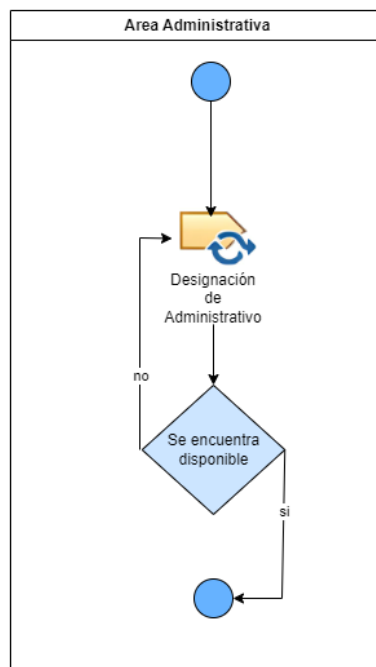 Area Administrativa
Designación
de
Administrativo
no
Se encuentra
disponible
si